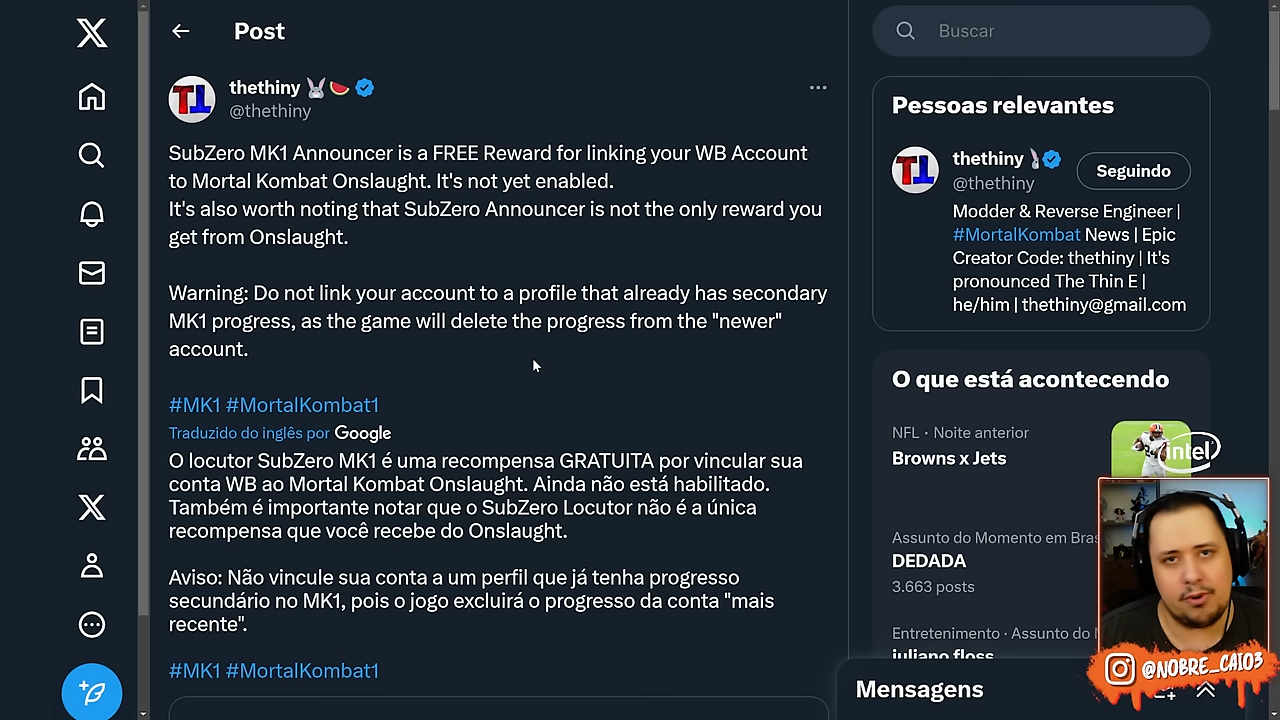 Post
Buscar
thethiny
@thethiny
SubZero MK1 Announcer is a FREE Reward for linking your WB Account
to Mortal Kombat Onslaught. It's not yet enabled.
It's also worth noting that SubZero Announcer is not the only reward you
get from Onslaught.
Warning: Do not link your account to a profile that already has secondary
MK1 progress, as the game will delete the progress from the "newer"
account.
#MK1 #MortalKombat1
Traduzido do inglês por Google
O locutor SubZero MK1 é uma recompensa GRATUITA por vincular sua
conta WB ao Mortal Kombat Onslaught. Ainda não está habilitado.
Também é importante notar que o SubZero Locutor não é a única
recompensa que você recebe do Onslaught.
Aviso: Não vincule sua conta a um perfil que já tenha progresso
secundário no MK1, pois o jogo excluirá o progresso da conta "mais
recente".
#MK1 #MortalKombat1
Pessoas relevantes
thethiny
@thethiny
Seguindo
Modder & Reverse Engineer |
#MortalKombat News | Epic
Creator Code: thethiny | It's
pronounced The Thin E |
he/him | thethiny@gmail.com
O que está acontecendo
NFL · Noite anterior
Browns x Jets
intel
Assunto do Momento em Bras
DEDADA
3.663 posts
Entretenimento · Assunto do M
juliano floss
Mensagens
@NOBRE_CAIO3